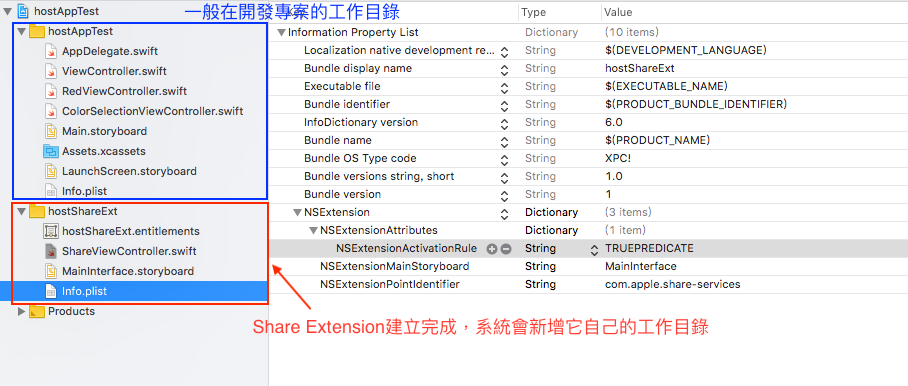 hostAppTest
一般在開發專案的工作目錄
hostAppTest
AppDelegate.swift
ViewController.swift
RedViewController.swift
ColorSelectionViewController.swift
Main.storyboard
Assets.xcassets
LaunchScreen.storyboard
Info.plist
hostShareExt
hostShareExt.entitlements
ShareViewController.swift
MainInterface.storyboard
Info.plist
Products
Type Value
Information Property List Dictionary (10 items)
Localization native development re... String $(DEVELOPMENT_LANGUAGE)
Bundle display name String hostShareExt
Executable file String $(EXECUTABLE_NAME)
Bundle identifier String $(PRODUCT_BUNDLE_IDENTIFIER)
InfoDictionary version String 6.0
Bundle name String $(PRODUCT_NAME)
Bundle OS Type code String XPC!
Bundle versions string, short String 1.0
Bundle version String 1
NSExtension Dictionary (3 items)
NSExtensionAttributes Dictionary (1 item)
NSExtensionActivationRule String TRUEPREDICATE
NSExtensionMainStoryboard String MainInterface
NSExtensionPointIdentifier String com.apple.share-services
Share Extension建立完成，系統會新增它自己的工作目錄